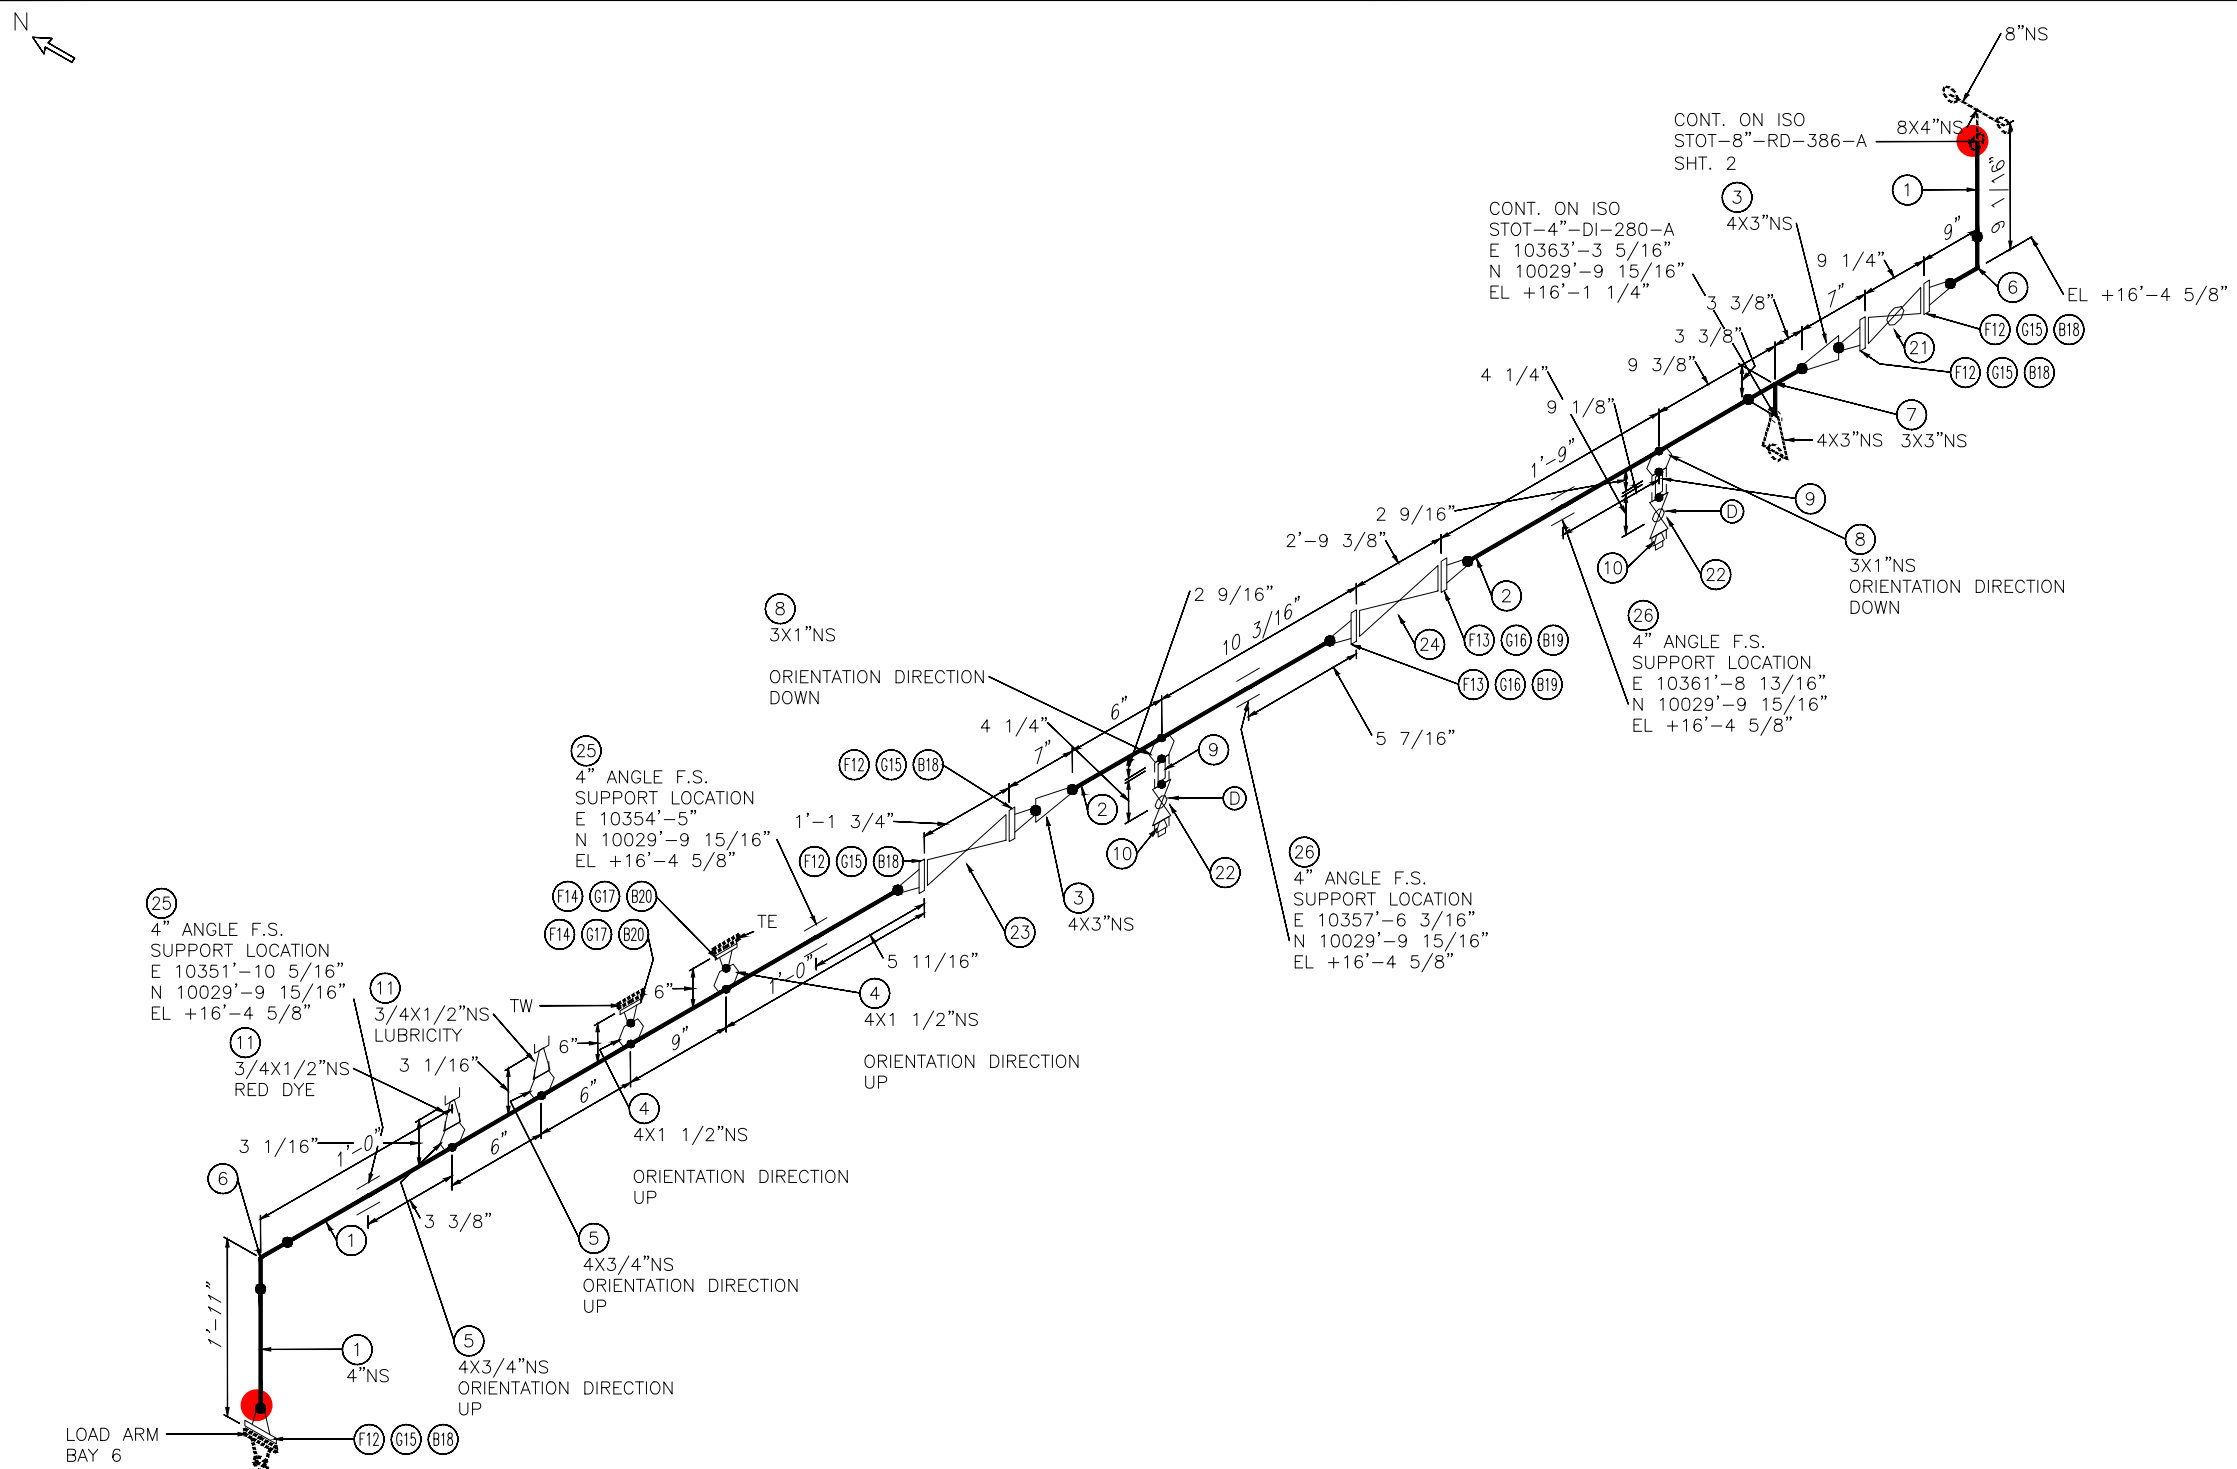 N
8"NS
CONT. ON ISO
STOT-8"-RD-386-A
SHT. 2
8X4"NS
1
9 1/16"
CONT. ON ISO
STOT-4"-DI-280-A
E 10363'-3 5/16"
N 10029'-9 15/16"
EL +16'-1 1/4"
3
4X3"NS
9"
9 1/4"
7"
3 3/8"
3 3/8"
9 3/8"
6
EL +16'-4 5/8"
F12 G15 B18
21
F12 G15 B18
7
4X3"NS 3X3"NS
4 1/4"
9 1/8"
1'-9"
2 9/16"
2'-9 3/8"
9
D
8
3X1"NS
ORIENTATION DIRECTION
DOWN
10
22
2
24
F13 G16 B19
F13 G16 B19
26
4" ANGLE F.S.
SUPPORT LOCATION
E 10361'-8 13/16"
N 10029'-9 15/16"
EL +16'-4 5/8"
8
3X1"NS
ORIENTATION DIRECTION
DOWN
2 9/16"
10 3/16"
6"
4 1/4"
7"
5 7/16"
9
D
2
10
22
26
4" ANGLE F.S.
SUPPORT LOCATION
E 10357'-6 3/16"
N 10029'-9 15/16"
EL +16'-4 5/8"
25
4" ANGLE F.S.
SUPPORT LOCATION
E 10354'-5"
N 10029'-9 15/16"
EL +16'-4 5/8"
F12 G15 B18
1'-1 3/4"
F12 G15 B18
3
4X3"NS
23
F14 G17 B20
F14 G17 B20
TE
TW
5 11/16"
1'-0"
6"
6"
9"
4
4X1 1/2"NS
ORIENTATION DIRECTION
UP
25
4" ANGLE F.S.
SUPPORT LOCATION
E 10351'-10 5/16"
N 10029'-9 15/16"
EL +16'-4 5/8"
11
3/4X1/2"NS
LUBRICITY
11
3/4X1/2"NS
RED DYE
3 1/16"
3 1/16"
1'-0"
6"
6"
4
4X1 1/2"NS
ORIENTATION DIRECTION
UP
6
3 3/8"
1
5
4X3/4"NS
ORIENTATION DIRECTION
UP
1'-11"
1
4"NS
5
4X3/4"NS
ORIENTATION DIRECTION
UP
LOAD ARM
BAY 6
F12 G15 B18